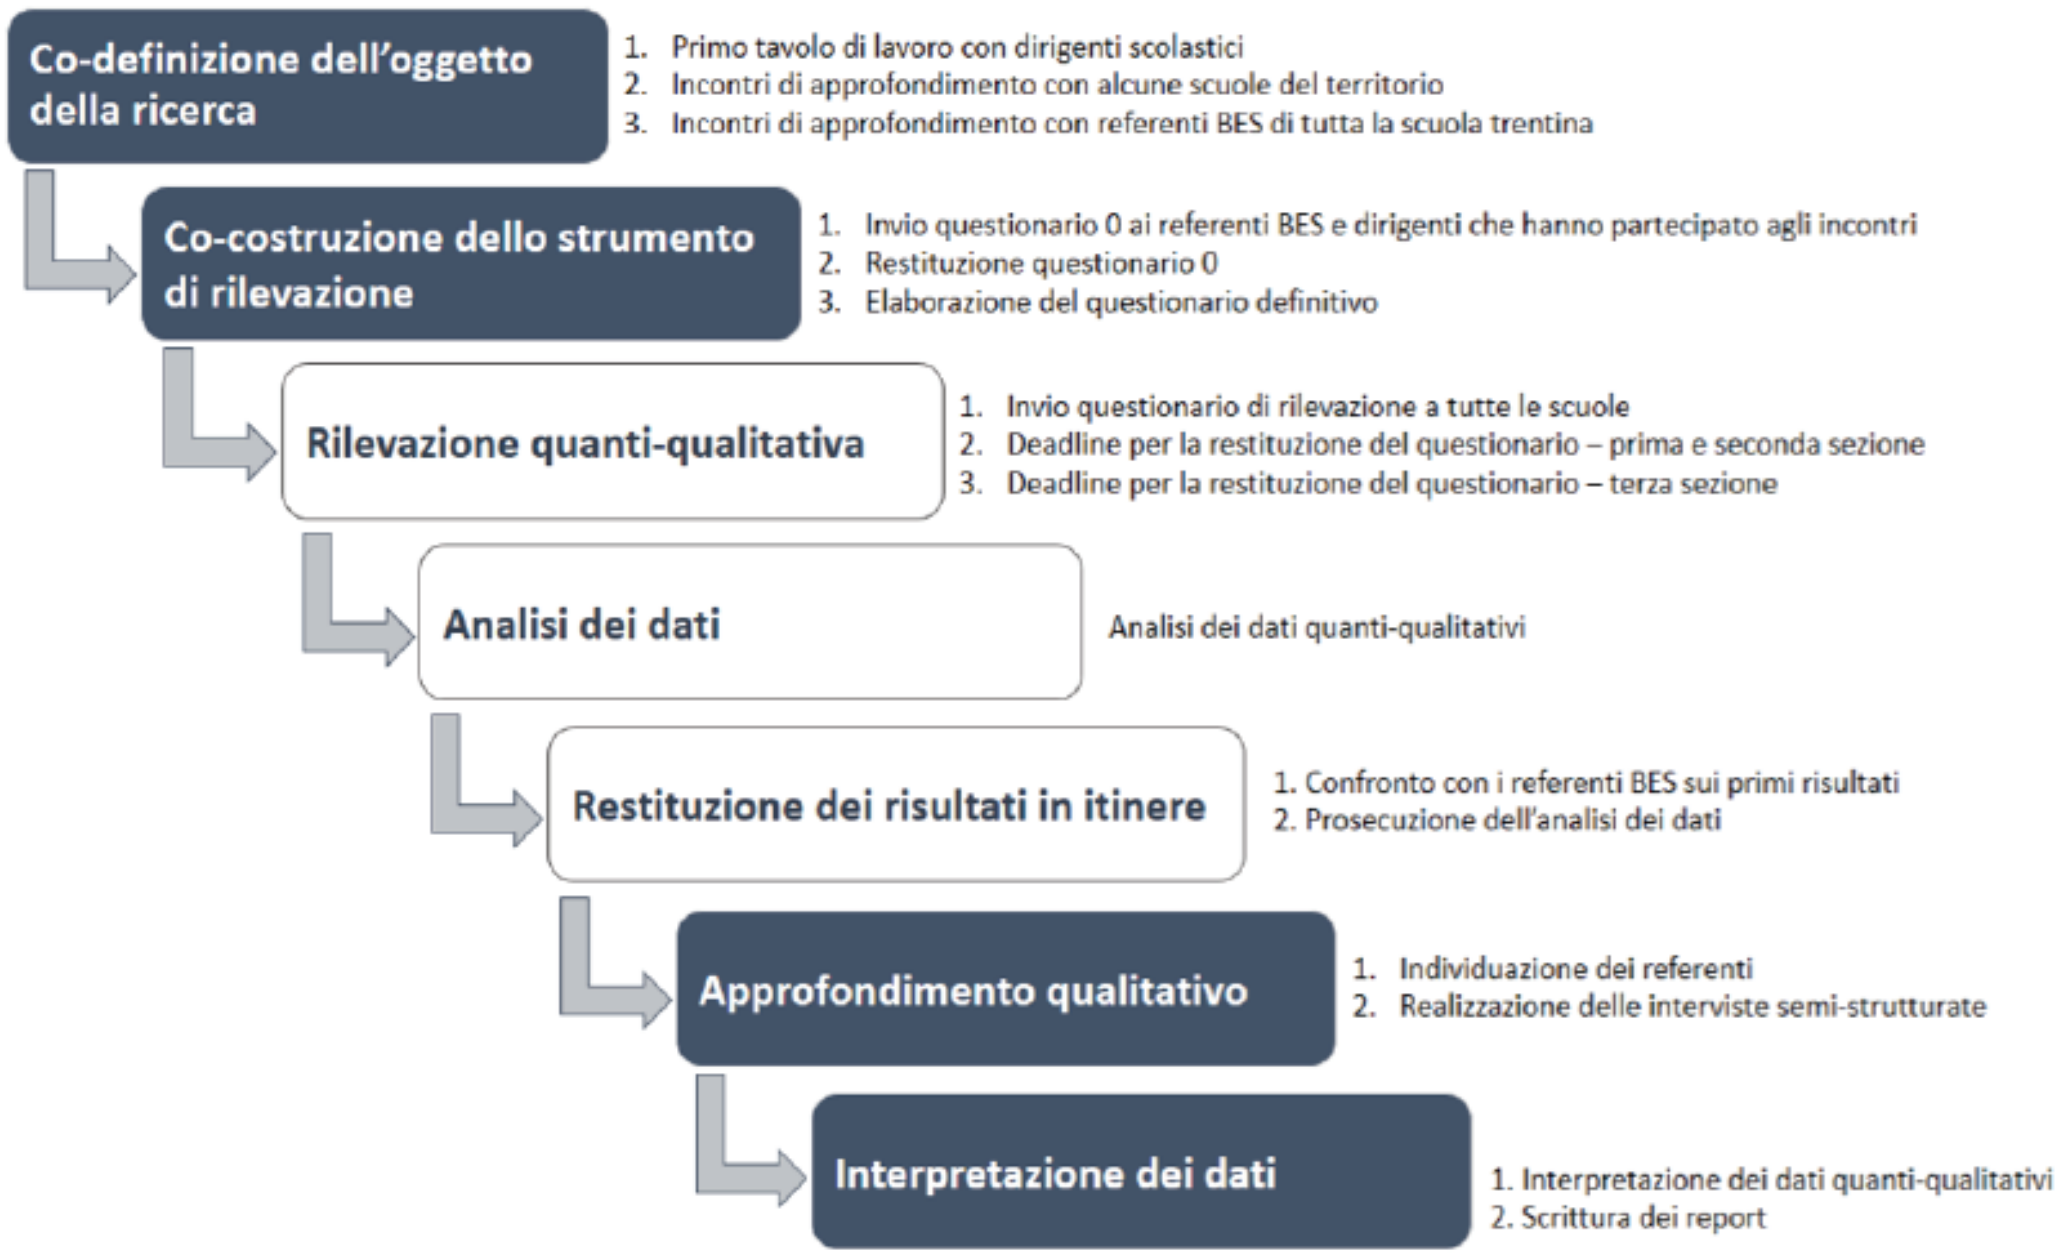 Co-definizione dell’oggetto
della ricerca
1. Primo tavolo di lavoro con dirigenti scolastici
2. Incontri di approfondimento con alcune scuole del territorio
3. Incontri di approfondimento con referenti BES di tutta la scuola trentina
Co-costruzione dello strumento
di rilevazione
1. Invio questionario 0 ai referenti BES e dirigenti che hanno partecipato agli incontri
2. Restituzione questionario 0
3. Elaborazione del questionario definitivo
Rilevazione quanti-qualitativa
1. Invio questionario di rilevazione a tutte le scuole
2. Deadline per la restituzione del questionario – prima e seconda sezione
3. Deadline per la restituzione del questionario – terza sezione
Analisi dei dati
Analisi dei dati quanti-qualitativi
Restituzione dei risultati in itinere
1. Confronto con i referenti BES sui primi risultati
2. Prosecuzione dell'analisi dei dati
Approfondimento qualitativo
1. Individuazione dei referenti
2. Realizzazione delle interviste semi-strutturate
Interpretazione dei dati
1. Interpretazione dei dati quanti-qualitativi
2. Scrittura dei report